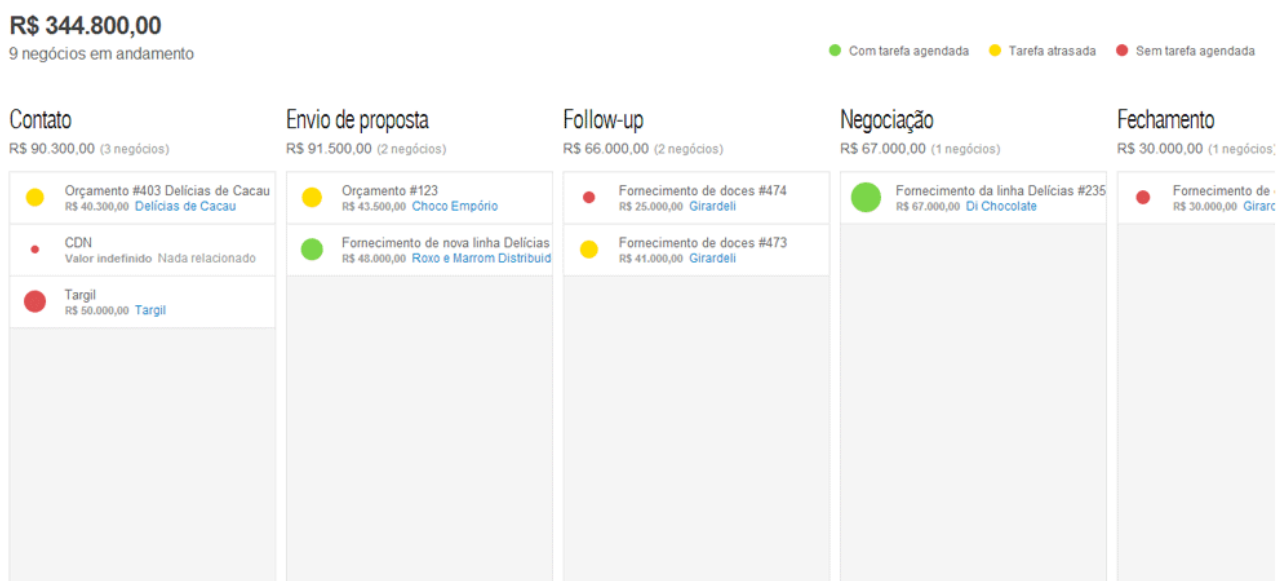 R$ 344.800,00
9 negócios em andamento
Com tarefa agendada
Tarefa atrasada
Sem tarefa agendada
Contato
R$ 90.300,00 (3 negócios)
Orçamento #403 Delícias de Cacau
R$ 40.300,00 Delícias de Cacau
CDN
Valor indefinido Nada relacionado
Targil
R$ 50.000,00 Targil
Envio de proposta
R$ 91.500,00 (2 negócios)
Orçamento #123
R$ 43.500,00 Choco Empório
Fornecimento de nova linha Delícias
R$ 48.000,00 Roxo e Marrom Distribuid
Follow-up
R$ 66.000,00 (2 negócios)
Fornecimento de doces #474
R$ 25.000,00 Girardeli
Fornecimento de doces #473
R$ 41.000,00 Girardeli
Negociação
R$ 67.000,00 (1 negócios)
Fornecimento da linha Delícias #235
R$ 67.000,00 Di Chocolate
Fechamento
R$ 30.000,00 (1 negócios)
Fornecimento de
R$ 30.000,00